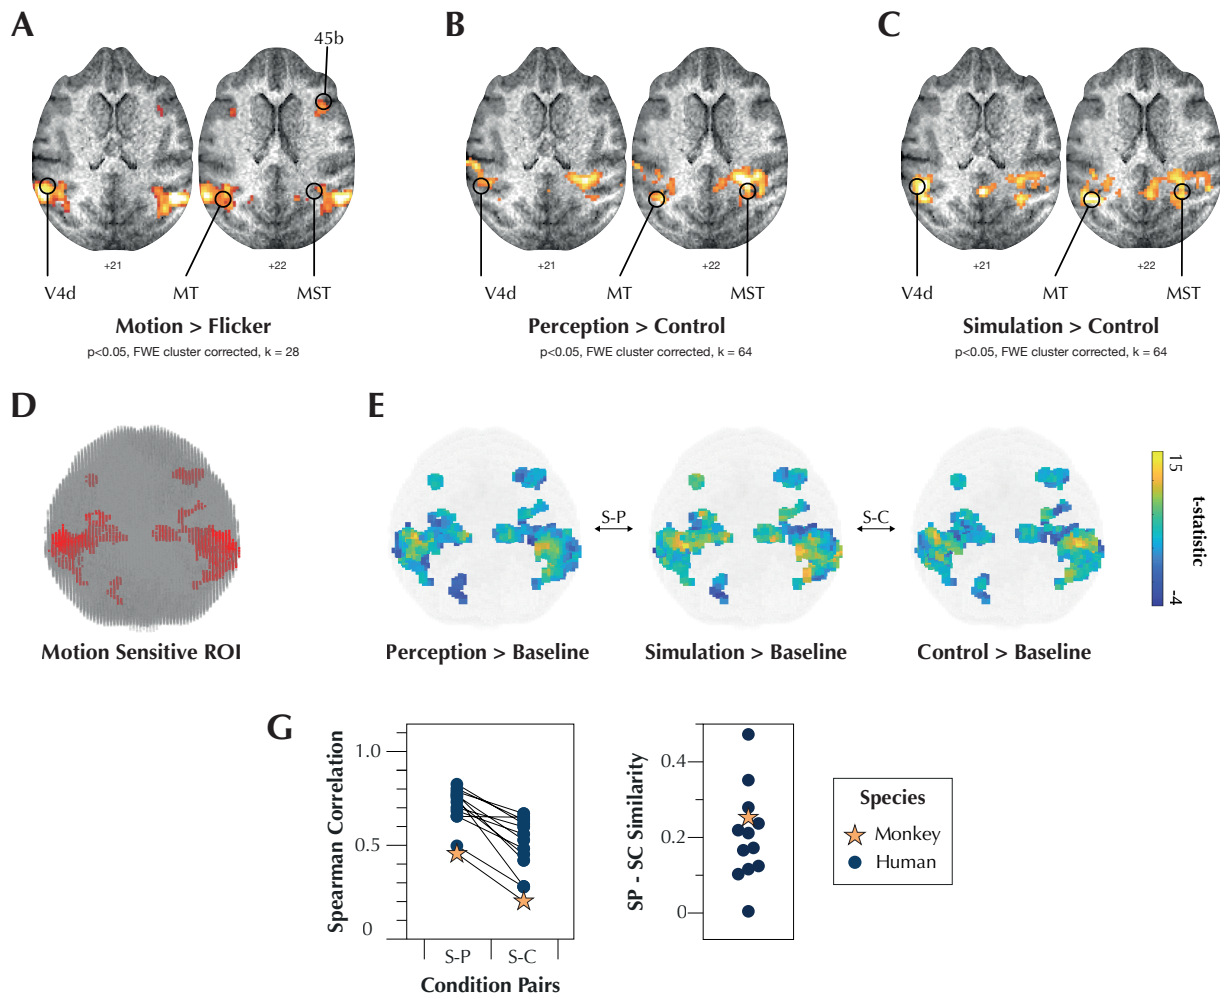 A
B
C
45b
+21
+22
+21
+22
+21
+22
V4d
MT
MST
V4d
MT
MST
V4d
MT
MST
Motion > Flicker
Perception > Control
Simulation > Control
p<0.05, FWE cluster corrected, k = 28
p<0.05, FWE cluster corrected, k = 64
p<0.05, FWE cluster corrected, k = 64
D
E
S-P
S-C
15
t-statistic
-4
Motion Sensitive ROI
Perception > Baseline
Simulation > Baseline
Control > Baseline
G
Spearman Correlation
1.0
0.5
0
S-P
S-C
Condition Pairs
SP - SC Similarity
0.4
0.2
0
Species
Monkey
Human